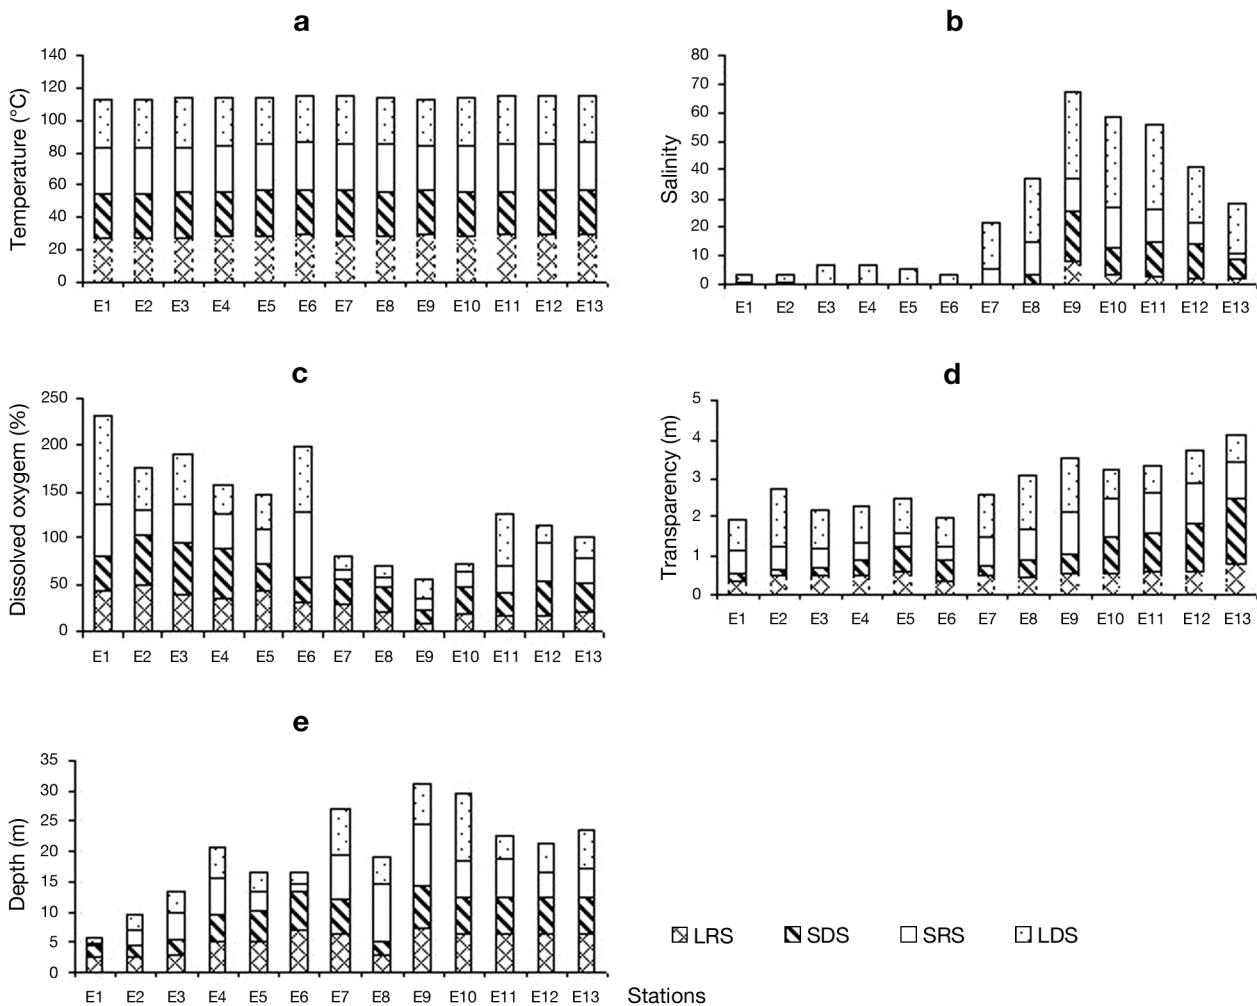 a
Temperature (°C)
140
120
100
80
60
40
20
0
E1 E2 E3 E4 E5 E6 E7 E8 E9 E10 E11 E12 E13
b
Salinity
80
70
60
50
40
30
20
10
0
E1 E2 E3 E4 E5 E6 E7 E8 E9 E10 E11 E12 E13
c
Dissolved oxygem (%)
250
200
150
100
50
0
E1 E2 E3 E4 E5 E6 E7 E8 E9 E10 E11 E12 E13
d
Transparency (m)
5
4
3
2
1
0
E1 E2 E3 E4 E5 E6 E7 E8 E9 E10 E11 E12 E13
e
Depth (m)
35
30
25
20
15
10
5
0
E1 E2 E3 E4 E5 E6 E7 E8 E9 E10 E11 E12 E13
Stations
LRS SDS SRS LDS